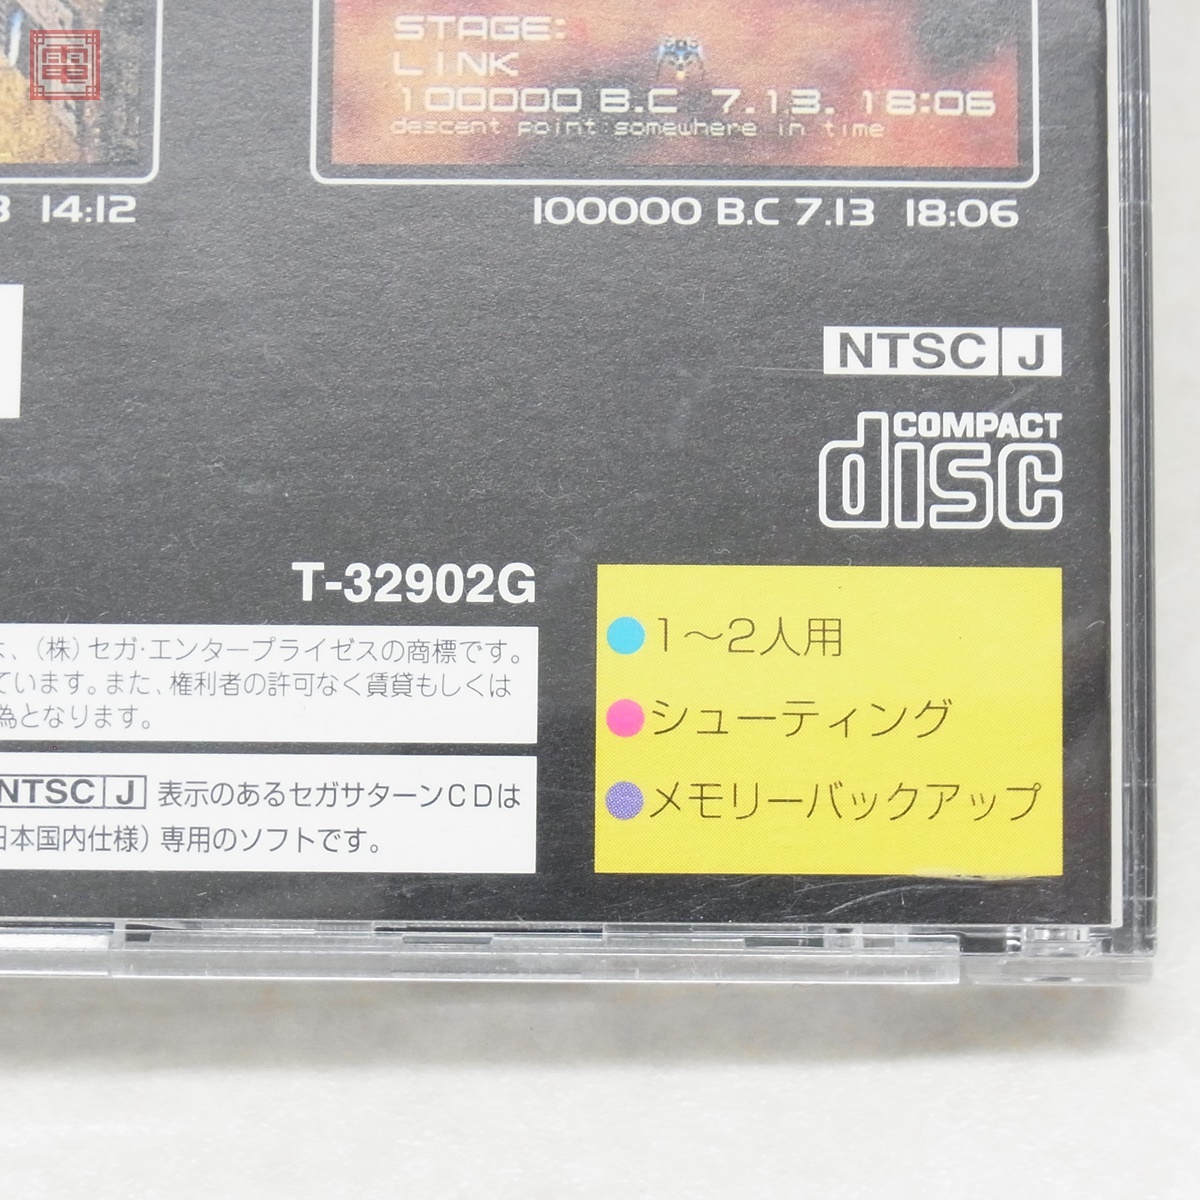 電
STAGE:
LINK
100000 B.C 7.13. 18:06
descent point:somewhere in time
14:12
100000 B.C 7.13 18:06
NTSC J
COMPACT
disc
T-32902G
、(株)セガ・エンタープライゼスの商標です。
ています。また、権利者の許可なく賃貸もしくは
為となります。
NTSC J 表示のあるセガサターンCDは
日本国内仕様)専用のソフトです。
1〜2人用
シューティング
メモリーバックアップ